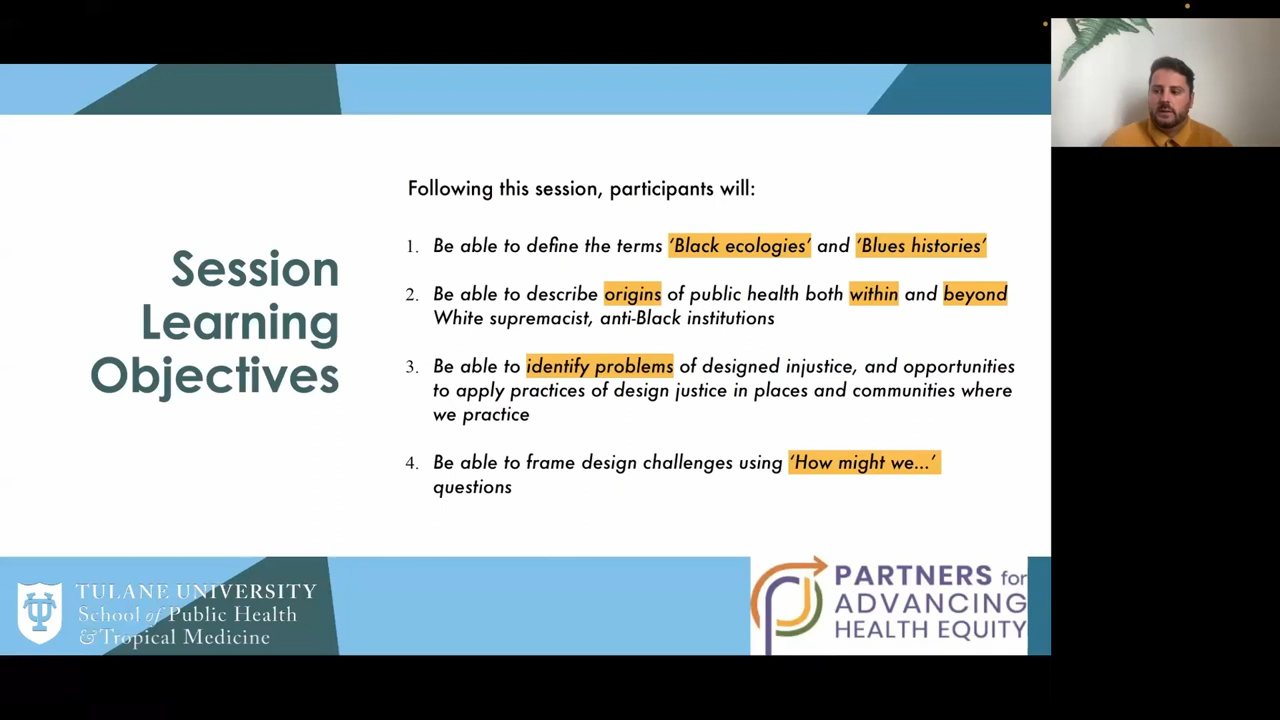 Session
Learning
Objectives
Following this session, participants will:
1. Be able to define the terms ‘Black ecologies’ and ‘Blues histories’
2. Be able to describe origins of public health both within and beyond
White supremacist, anti-Black institutions
3. Be able to identify problems of designed injustice, and opportunities
to apply practices of design justice in places and communities where
we practice
4. Be able to frame design challenges using ‘How might we...’
questions
TULANE UNIVERSITY
School of Public Health
& Tropical Medicine
PARTNERS for
ADVANCING
HEALTH EQUITY